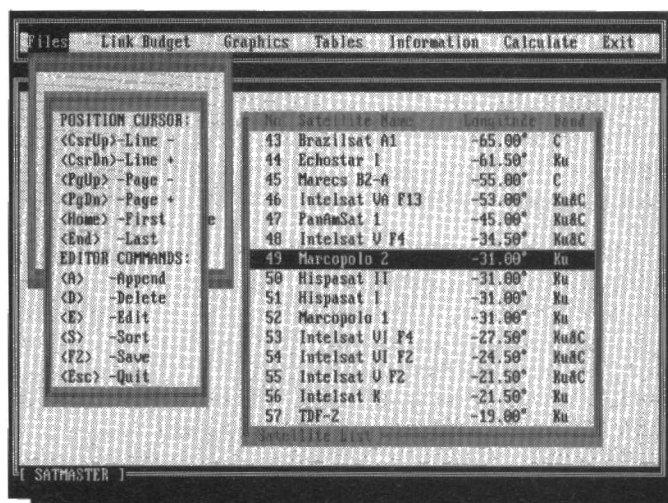 Files Link Budget Graphics Tables Information Calculate Exit
POSITION CURSOR:
<CsrUp>-Line -
<CsrDn>-Line +
<PgUp> -Page -
<PgDn> -Page +
<Home> -First
<End> -Last
EDITOR COMMANDS:
<A> -Append
<D> -Delete
<E> -Edit
<S> -Sort
<F2> -Save
<Esc> -Quit
e
No. Satellite Name Longitude Band
43 Brazilsat A1 -65.00° C
44 Echostar I -61.50° Ku
45 Marecs B2-A -55.00° C
46 Intelsat VA F13 -53.00° Ku&C
47 PanAmSat 1 -45.00° Ku&C
48 Intelsat V F4 -34.50° Ku&C
49 Marcopolo 2 -31.00° Ku
50 Hispasat II -31.00° Ku
51 Hispasat I -31.00° Ku
52 Marcopolo 1 -31.00° Ku
53 Intelsat VI F4 -27.50° Ku&C
54 Intelsat VI F2 -24.50° Ku&C
55 Intelsat V F2 -21.50° Ku&C
56 Intelsat K -21.50° Ku
57 TDF-2 -19.00° Ku
Satellite List
[ SATMASTER ]